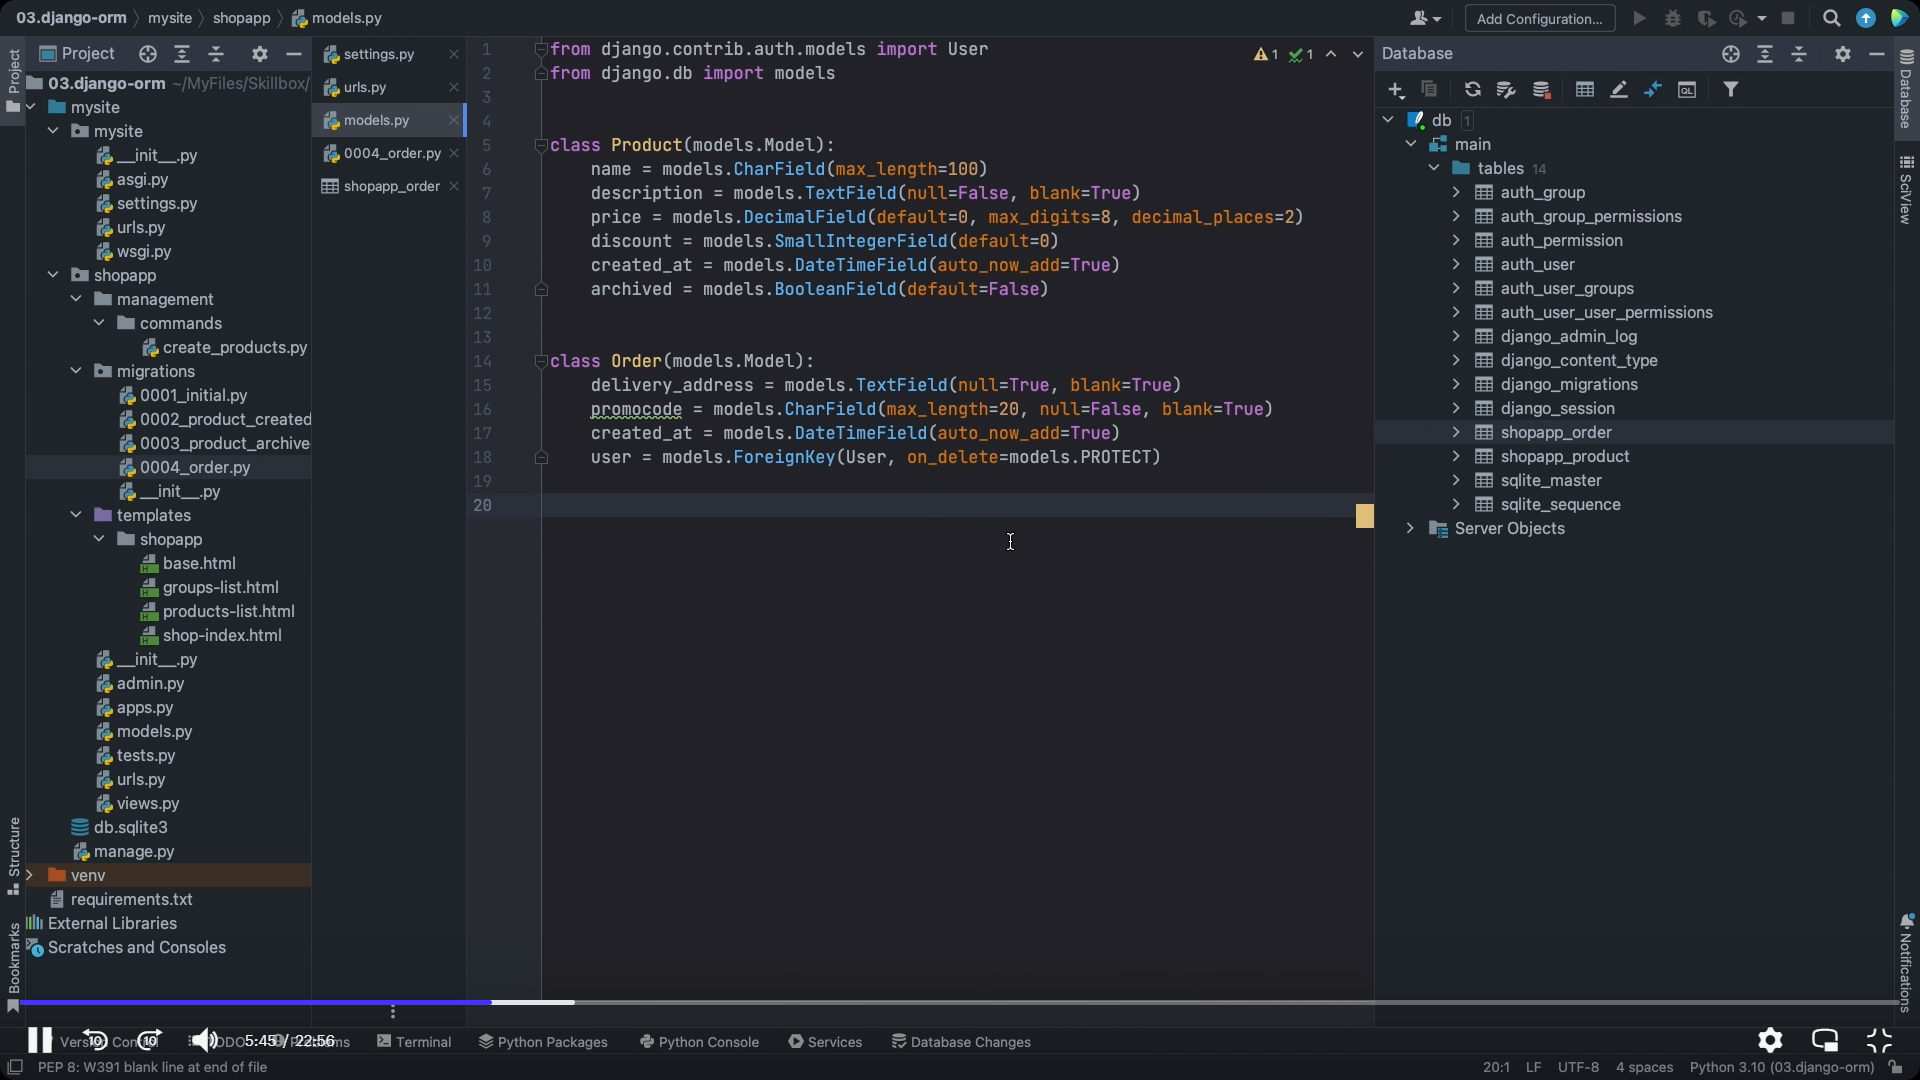 03.django-orm mysite shopapp models.py
Add Configuration...
Project
Project
03.django-orm ~/MyFiles/Skillbox/
mysite
mysite
__init__.py
asgi.py
settings.py
urls.py
wsgi.py
shopapp
management
commands
create_products.py
migrations
0001_initial.py
0002_product_created
0003_product_archive
0004_order.py
__init__.py
templates
shopapp
base.html
groups-list.html
products-list.html
shop-index.html
__init__.py
admin.py
apps.py
models.py
tests.py
urls.py
views.py
db.sqlite3
manage.py
venv
requirements.txt
External Libraries
Scratches and Consoles
Structure
Bookmarks
settings.py
urls.py
models.py
0004_order.py
shopapp_order
1 from django.contrib.auth.models import User
2 from django.db import models
3
4
5 class Product(models.Model):
6 name = models.CharField(max_length=100)
7 description = models.TextField(null=False, blank=True)
8 price = models.DecimalField(default=0, max_digits=8, decimal_places=2)
9 discount = models.SmallIntegerField(default=0)
10 created_at = models.DateTimeField(auto_now_add=True)
11 archived = models.BooleanField(default=False)
12
13
14 class Order(models.Model):
15 delivery_address = models.TextField(null=True, blank=True)
16 promocode = models.CharField(max_length=20, null=False, blank=True)
17 created_at = models.DateTimeField(auto_now_add=True)
18 user = models.ForeignKey(User, on_delete=models.PROTECT)
19
20
1 1
Database
QL
db 1
main
tables 14
auth_group
auth_group_permissions
auth_permission
auth_user
auth_user_groups
auth_user_user_permissions
django_admin_log
django_content_type
django_migrations
django_session
shopapp_order
shopapp_product
sqlite_master
sqlite_sequence
Server Objects
Database
SciView
Notifications
10 10 5:45 / 22:56
Terminal Python Packages Python Console Services Database Changes
PEP 8: W391 blank line at end of file
20:1 LF UTF-8 4 spaces Python 3.10 (03.django-orm)